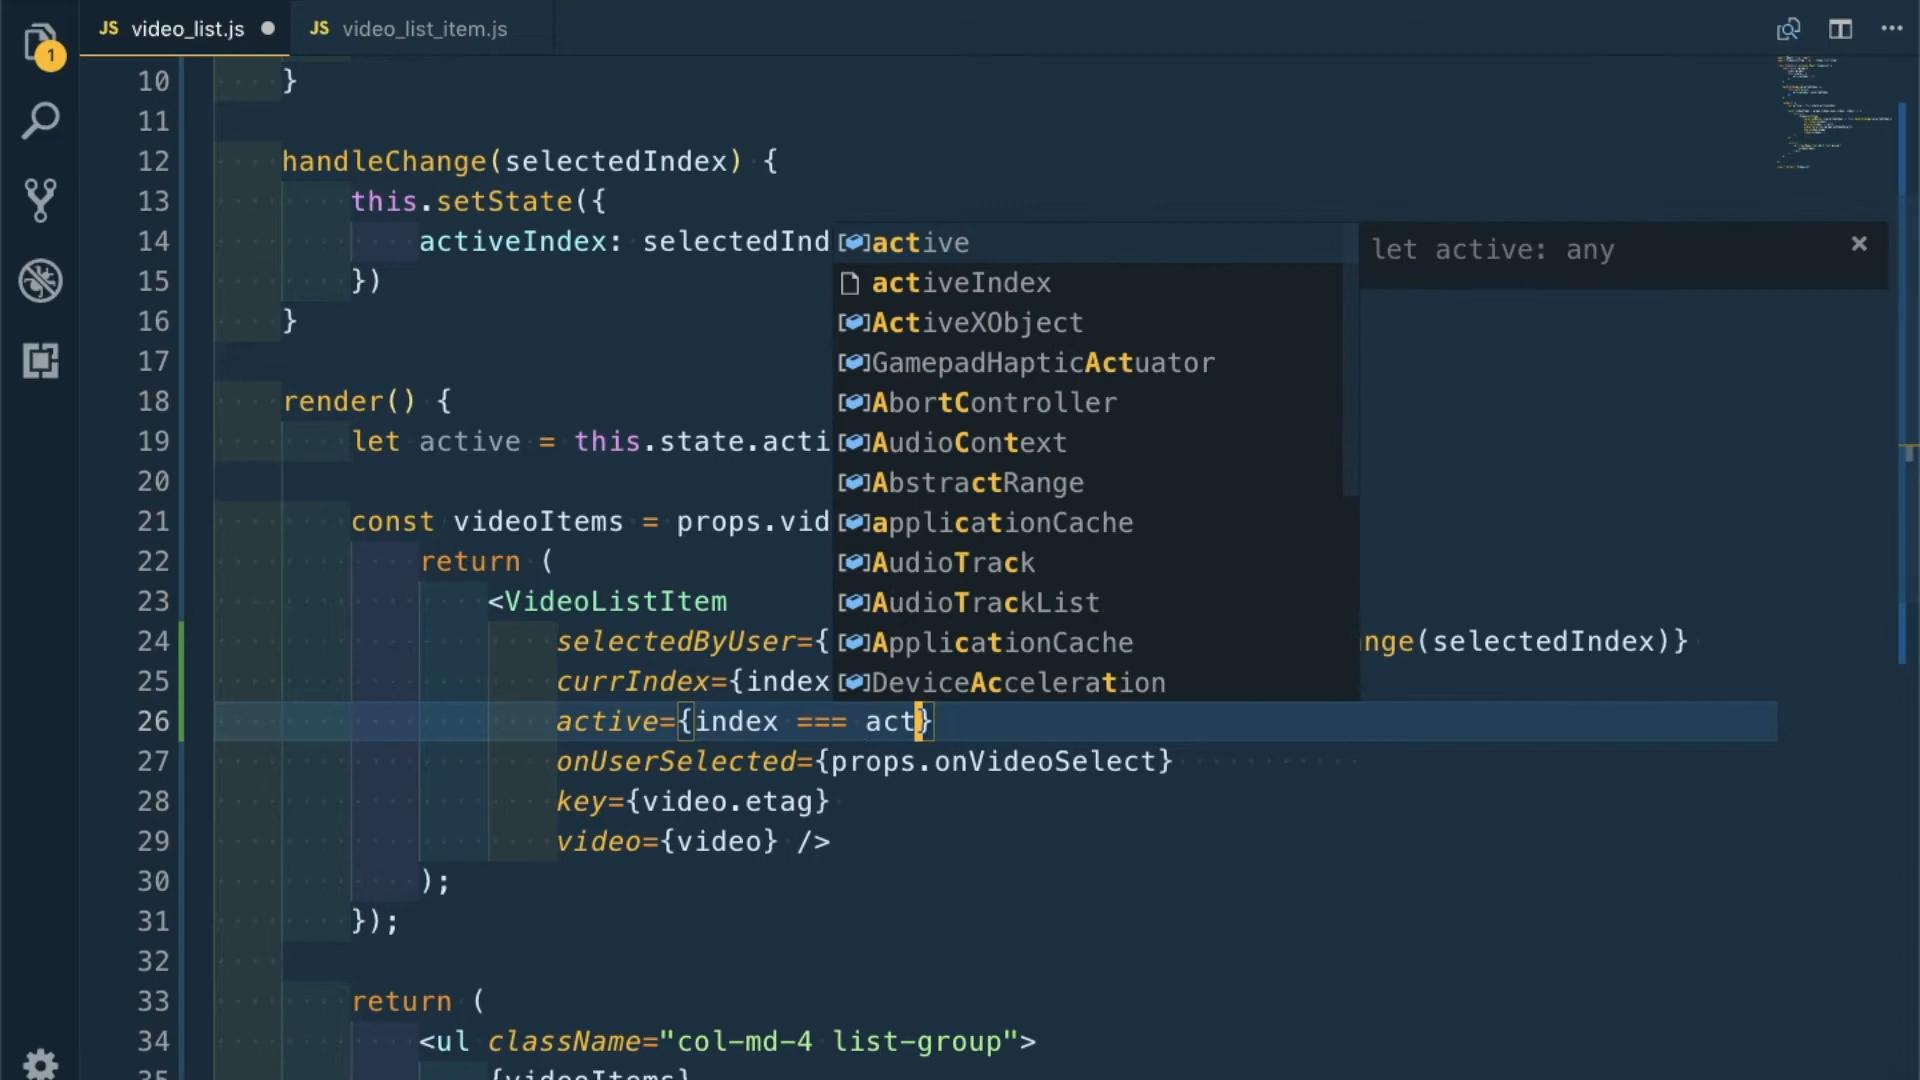 JS video_list.js ● JS video_list_item.js
1
10 }
11
12 handleChange(selectedIndex) {
13 this.setState({
14 activeIndex: selectedInd
15 })
16 }
17
18 render() {
19 let active = this.state.acti
20
21 const videoItems = props.vid
22 return (
23 <VideoListItem
24 selectedByUser={ nge(selectedIndex)}
25 currIndex={index
26 active={index === act}
27 onUserSelected={props.onVideoSelect}
28 key={video.etag}
29 video={video} />
30 );
31 });
32
33 return (
34 <ul className="col-md-4 list-group">
35 {videoItems}
active
activeIndex
ActiveXObject
GamepadHapticActuator
AbortController
AudioContext
AbstractRange
applicationCache
AudioTrack
AudioTrackList
ApplicationCache
DeviceAcceleration
let active: any